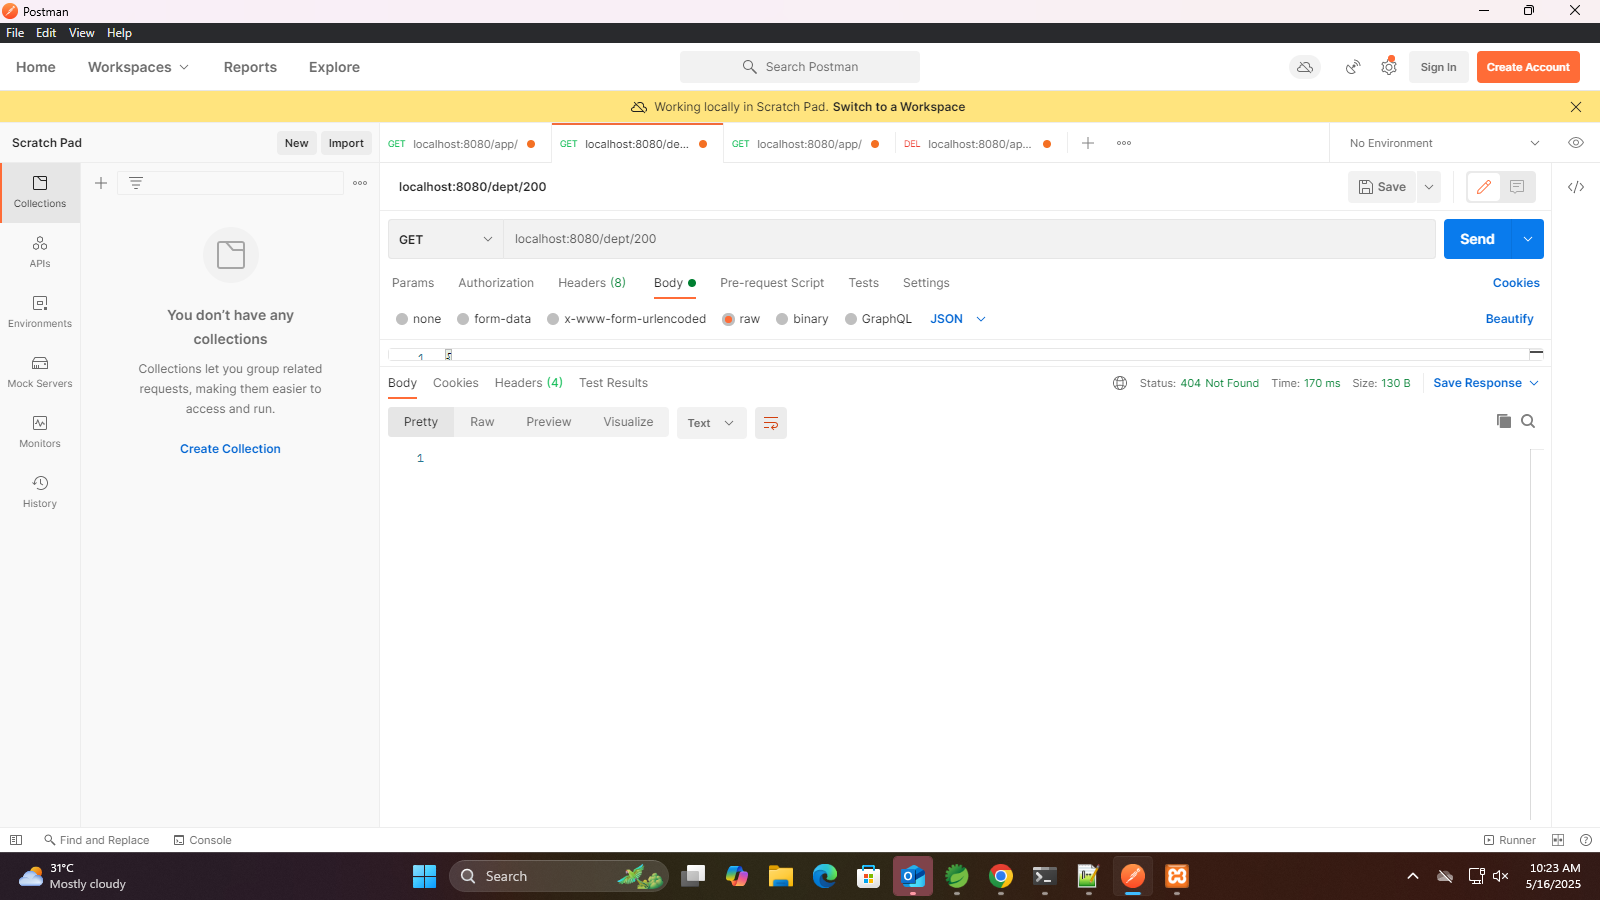 Postman
File Edit View Help
Home Workspaces Reports Explore Search Postman Sign In Create Account
Working locally in Scratch Pad. Switch to a Workspace
Scratch Pad New Import
GET localhost:8080/app/ GET localhost:8080/de... GET localhost:8080/app/ DEL localhost:8080/ap... No Environment
localhost:8080/dept/200 Save
GET localhost:8080/dept/200 Send
Params Authorization Headers (8) Body Pre-request Script Tests Settings Cookies
none form-data x-www-form-urlencoded raw binary GraphQL JSON Beautify
1
Body Cookies Headers (4) Test Results Status: 404 Not Found Time: 170 ms Size: 130 B Save Response
Pretty Raw Preview Visualize Text
1
Collections
APIs
Environments
Mock Servers
Monitors
History
You don't have any
collections
Collections let you group related
requests, making them easier to
access and run.
Create Collection
Find and Replace Console Runner
31°C
Mostly cloudy
Search
10:23 AM
5/16/2025